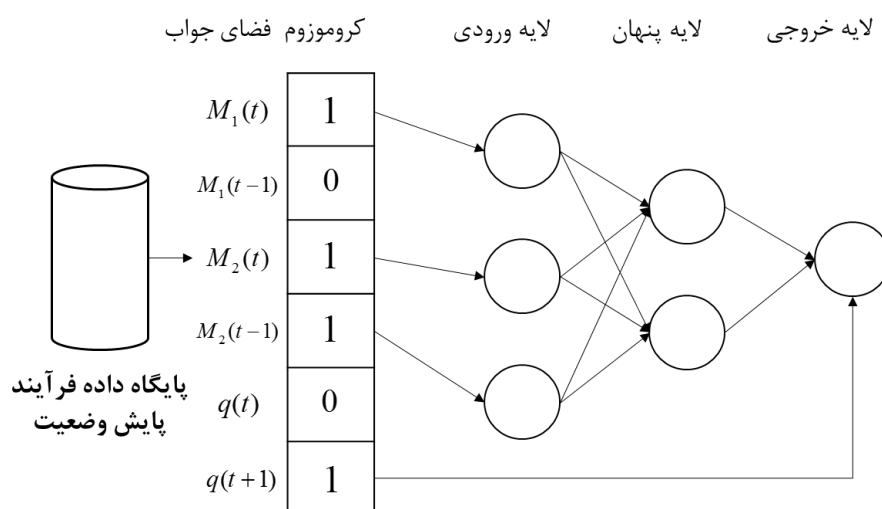 لایه خروجی
لایه پنهان
لایه ورودی
کروموزوم
فضای جواب
M₁(t)
1
M₁(t−1)
0
M₂(t)
1
M₂(t−1)
1
q(t)
0
q(t+1)
1
پایگاه داده فرآیند
پایش وضعیت